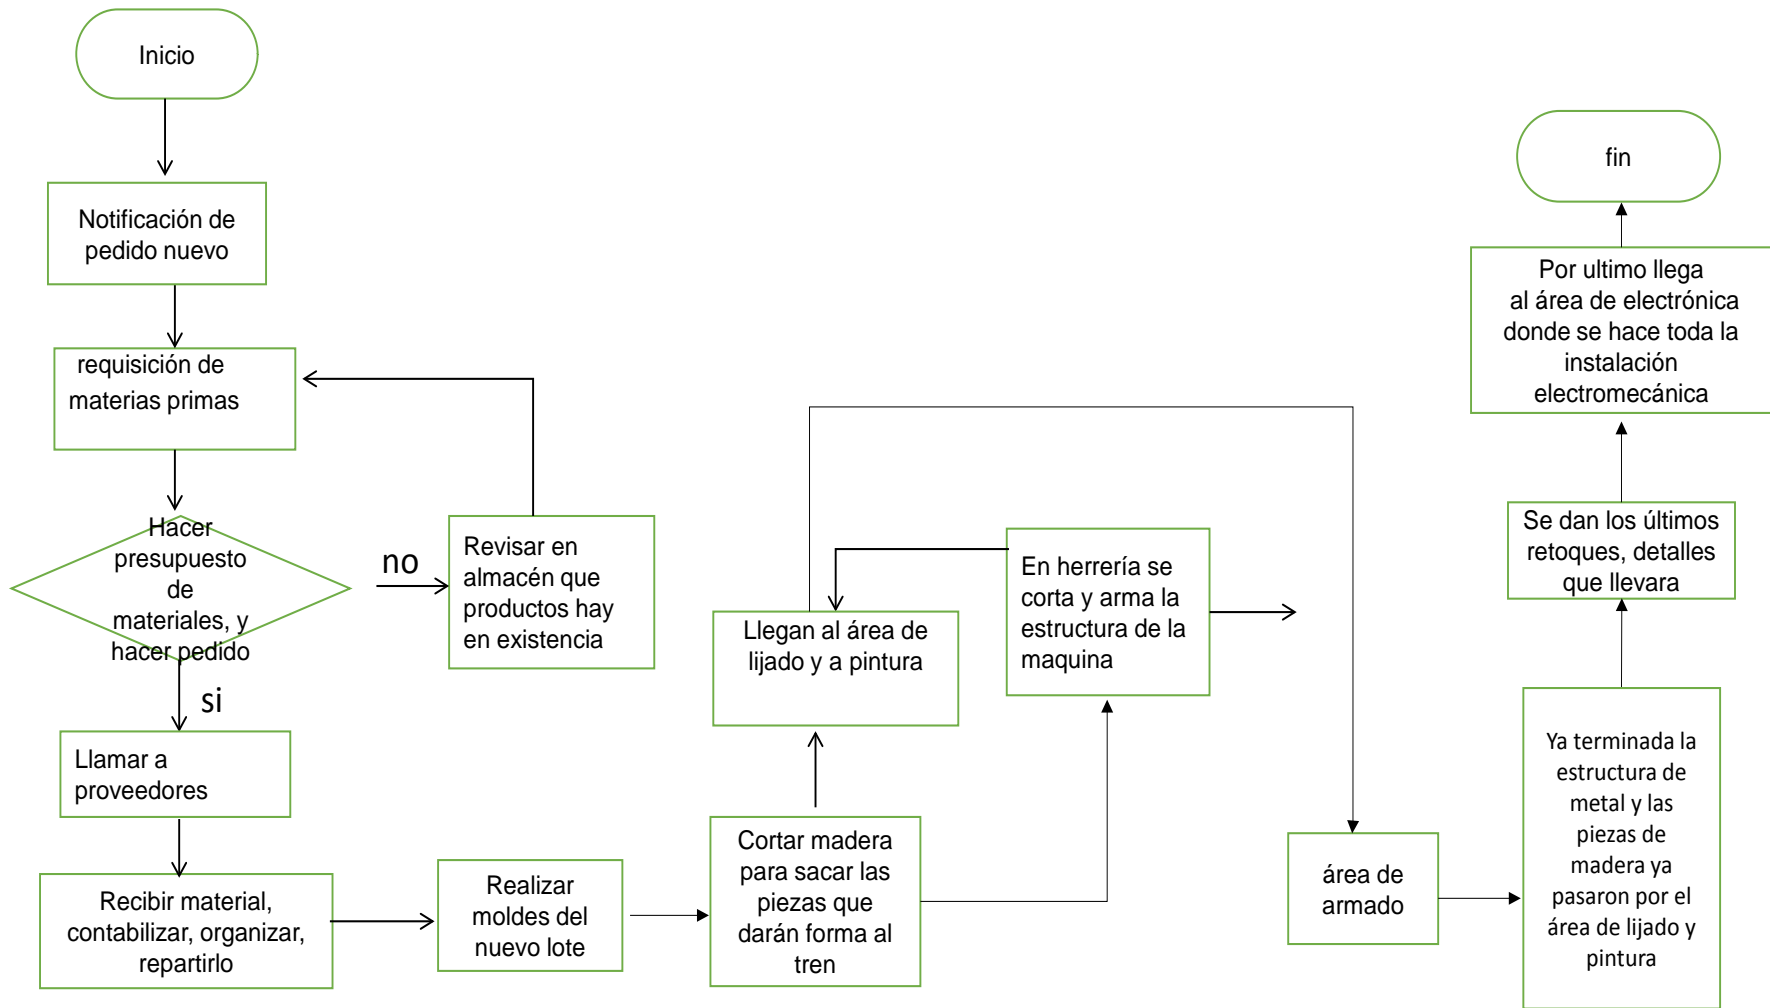 Inicio
Notificación de
pedido nuevo
requisición de
materias primas
Hacer
presupuesto
de
materiales, y
hacer pedido
no
Revisar en
almacén que
productos hay
en existencia
si
Llamar a
proveedores
Recibir material,
contabilizar, organizar,
repartirlo
Realizar
moldes del
nuevo lote
Cortar madera
para sacar las
piezas que
darán forma al
tren
Llegan al área de
lijado y a pintura
En herrería se
corta y arma la
estructura de la
maquina
área de
armado
Ya terminada la
estructura de
metal y las
piezas de
madera ya
pasaron por el
área de lijado y
pintura
Se dan los últimos
retoques, detalles
que llevara
Por ultimo llega
al área de electrónica
donde se hace toda la
instalación
electromecánica
fin